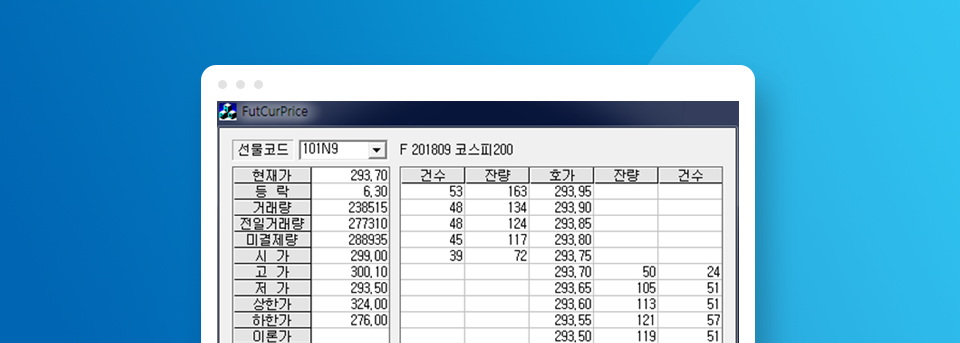 FutCurPrice
선물코드 101N9 F 201809 코스피200
현재가 293,70 건수 잔량 호가 잔량 건수
등 락 6,30 53 163 293,95
거래량 238515 48 134 293,90
전일거래량 277310 48 124 293,85
미결제량 288935 45 117 293,80
시 가 299,00 39 72 293,75
고 가 300,10 293,70 50 24
저 가 293,50 293,65 105 51
상한가 324,00 293,60 113 51
하한가 276,00 293,55 121 57
이론가 293,50 119 51